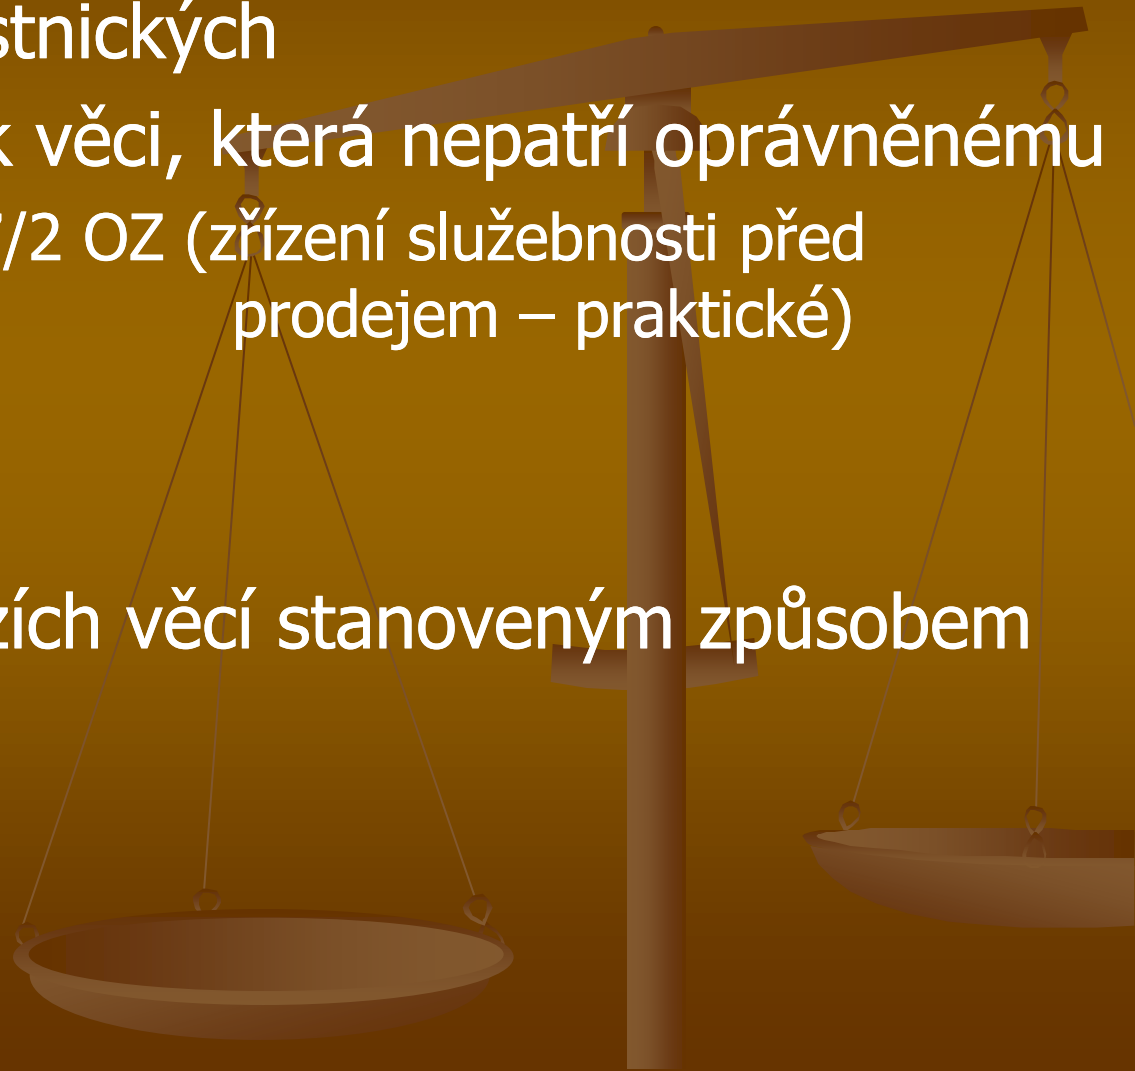 stnických
k věci, která nepatří oprávněnému
/2 OZ (zřízení služebnosti před
prodejem – praktické)
zích věcí stanoveným způsobem